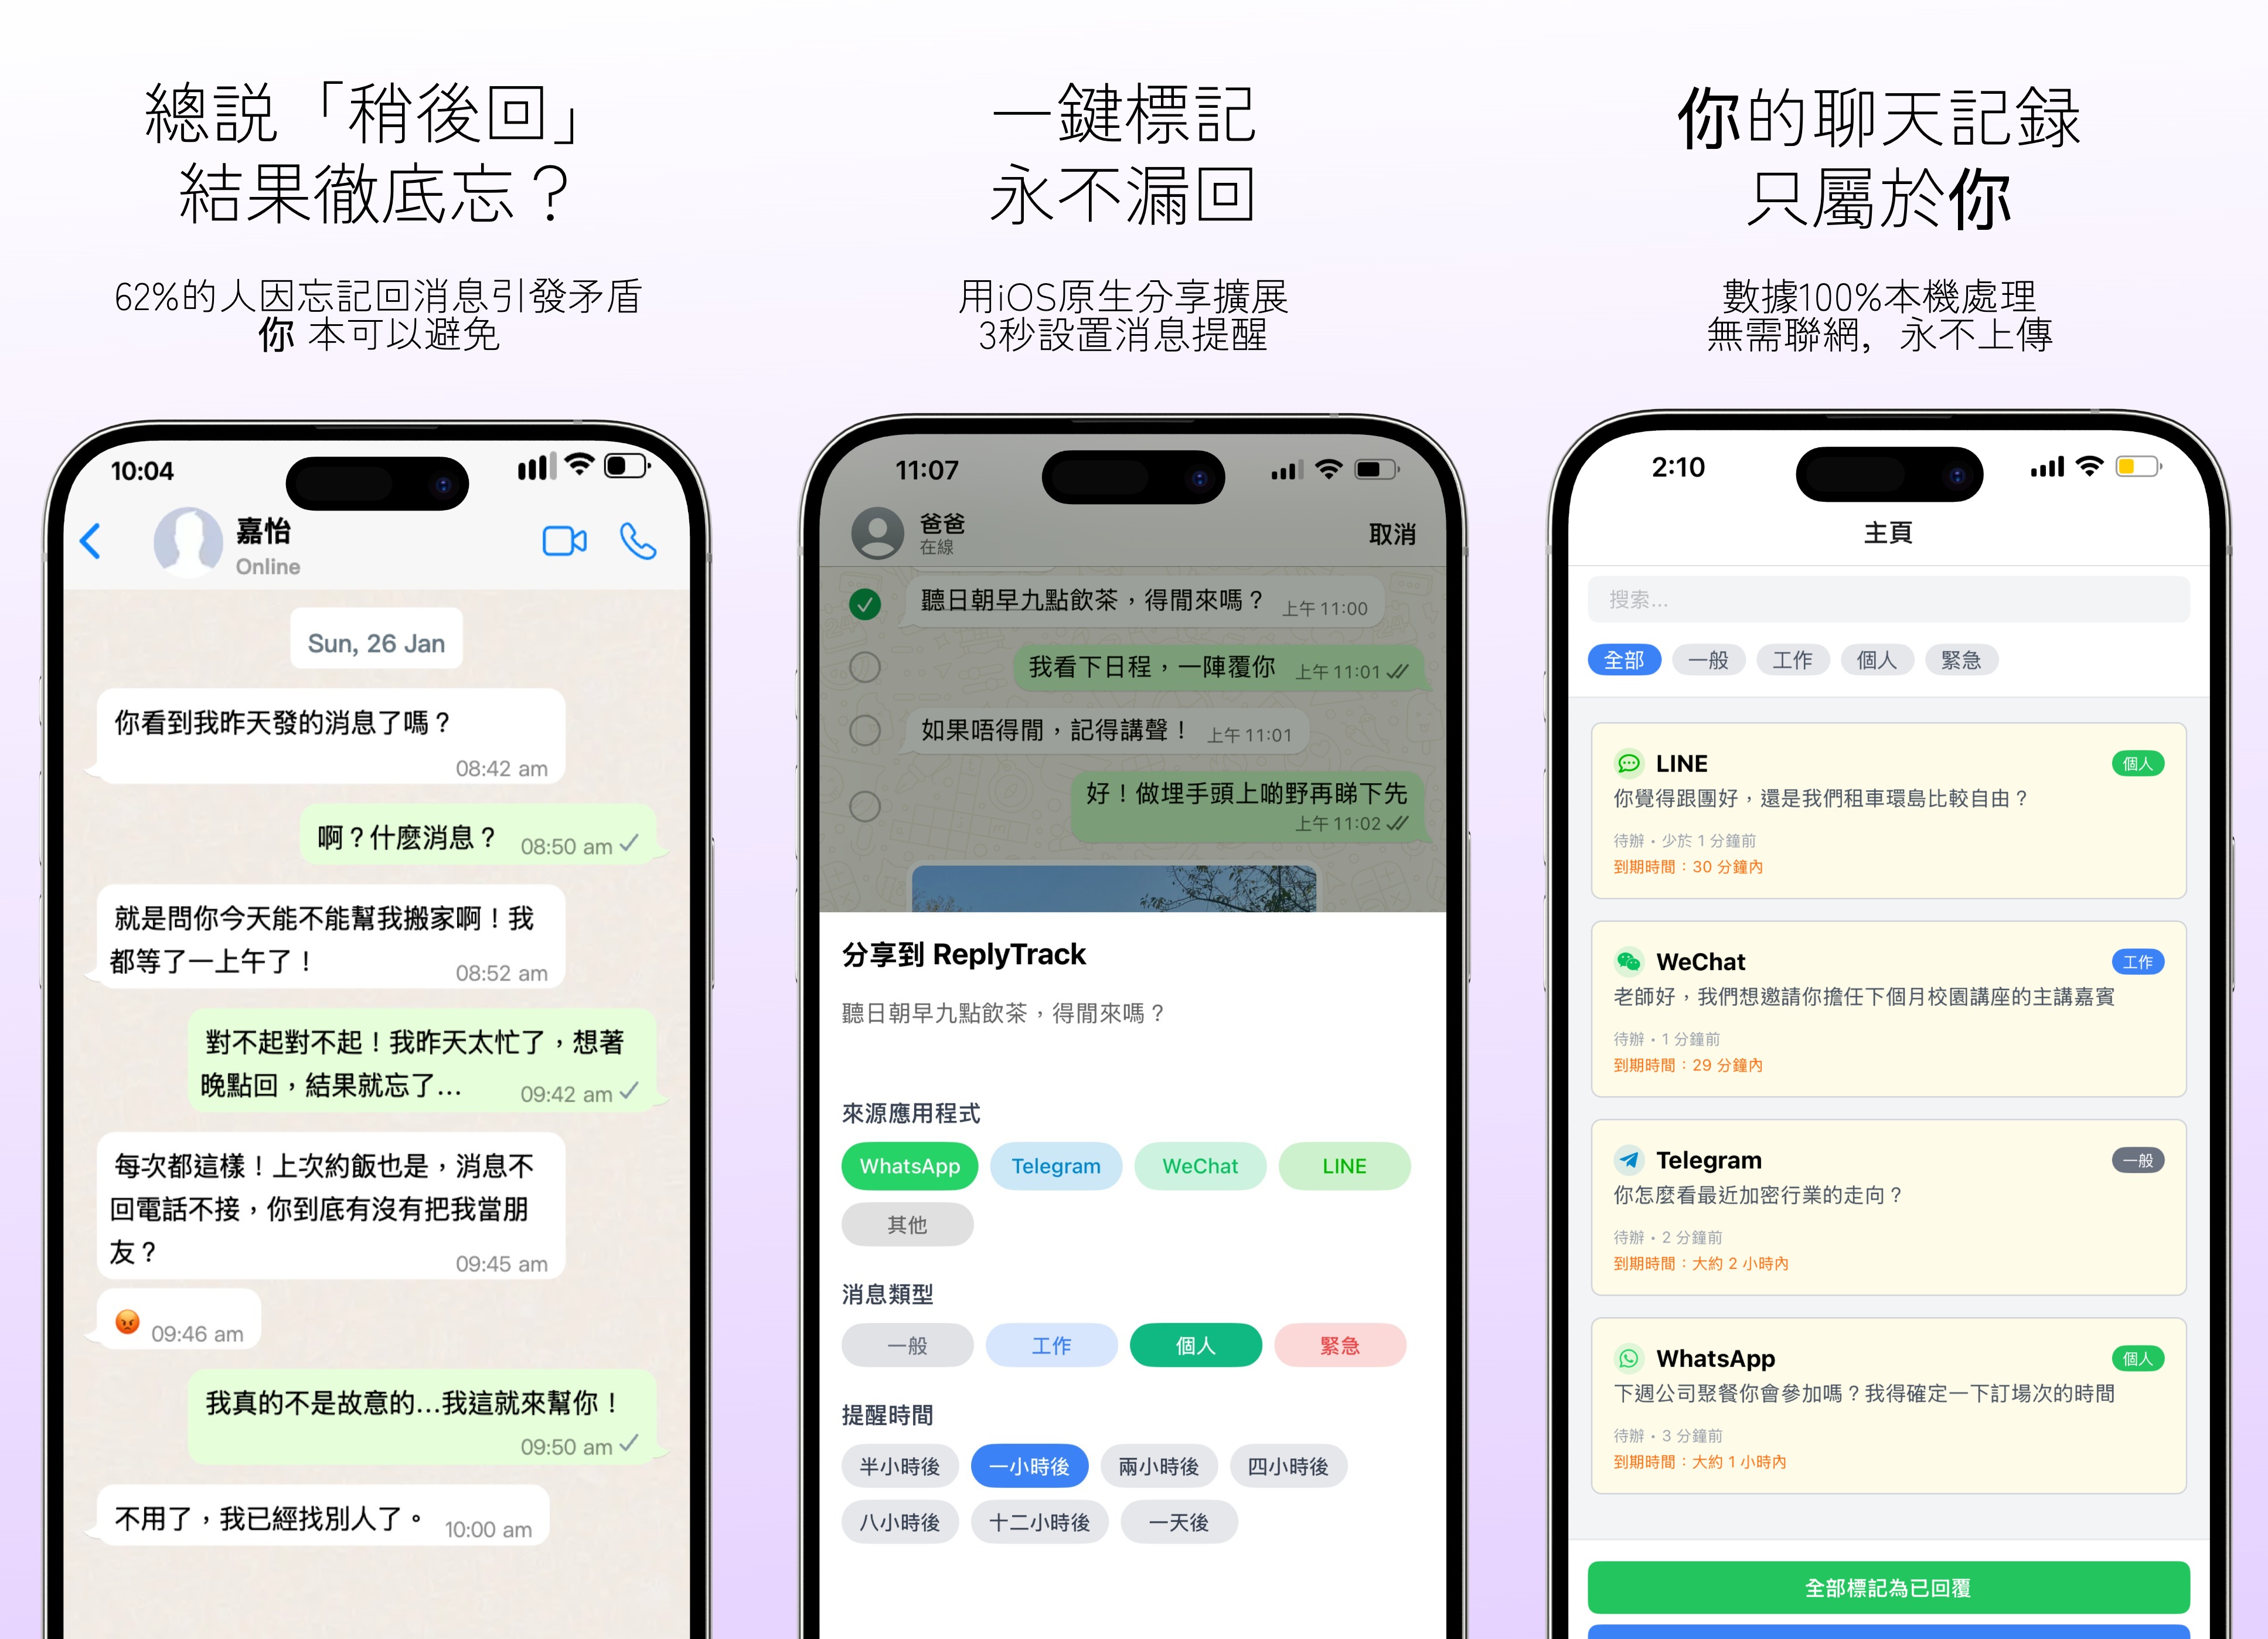 總説「稍後回」
結果徹底忘？
62%的人因忘記回消息引發矛盾
你 本可以避免
10:04
嘉怡
Online
Sun, 26 Jan
你看到我昨天發的消息了嗎？
08:42 am
啊？什麼消息？ 08:50 am
就是問你今天能不能幫我搬家啊！我
都等了一上午了！ 08:52 am
對不起對不起！我昨天太忙了，想著
晚點回，結果就忘了... 09:42 am
每次都這樣！上次約飯也是，消息不
回電話不接，你到底有沒有把我當朋
友？ 09:45 am
😡 09:46 am
我真的不是故意的...我這就來幫你！
09:50 am
不用了，我已經找別人了。 10:00 am
一鍵標記
永不漏回
用iOS原生分享擴展
3秒設置消息提醒
11:07
爸爸
在線
取消
聽日朝早九點飲茶，得閒來嗎？ 上午 11:00
我看下日程，一陣覆你 上午 11:01
如果唔得閒，記得講聲！ 上午 11:01
好！做埋手頭上啲野再睇下先
上午 11:02
分享到 ReplyTrack
聽日朝早九點飲茶，得閒來嗎？
來源應用程式
WhatsApp Telegram WeChat LINE
其他
消息類型
一般 工作 個人 緊急
提醒時間
半小時後 一小時後 兩小時後 四小時後
八小時後 十二小時後 一天後
你的聊天記録
只屬於你
數據100%本機處理
無需聯網，永不上傳
2:10
主頁
搜索...
全部 一般 工作 個人 緊急
LINE 個人
你覺得跟團好，還是我們租車環島比較自由？
待辦 • 少於 1 分鐘前
到期時間：30 分鐘內
WeChat 工作
老師好，我們想邀請你擔任下個月校園講座的主講嘉賓
待辦 • 1 分鐘前
到期時間：29 分鐘內
Telegram 一般
你怎麼看最近加密行業的走向？
待辦 • 2 分鐘前
到期時間：大約 2 小時內
WhatsApp 個人
下週公司聚餐你會參加嗎？我得確定一下訂場次的時間
待辦 • 3 分鐘前
到期時間：大約 1 小時內
全部標記為已回覆